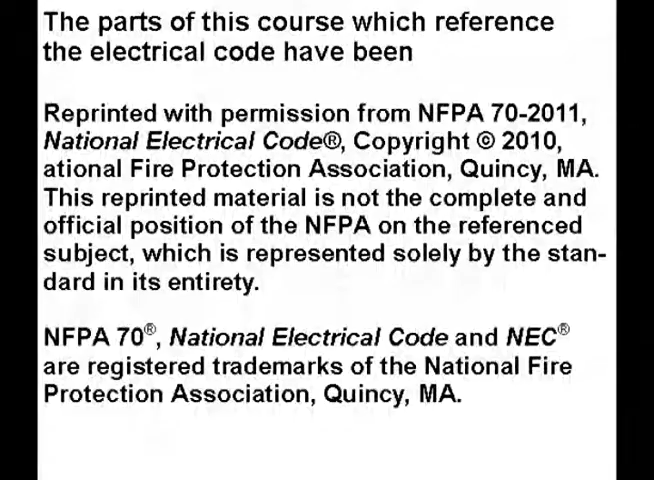 The parts of this course which reference
the electrical code have been
Reprinted with permission from NFPA 70-2011,
National Electrical Code®, Copyright © 2010,
ational Fire Protection Association, Quincy, MA.
This reprinted material is not the complete and
official position of the NFPA on the referenced
subject, which is represented solely by the stan-
dard in its entirety.
NFPA 70®, National Electrical Code and NEC®
are registered trademarks of the National Fire
Protection Association, Quincy, MA.